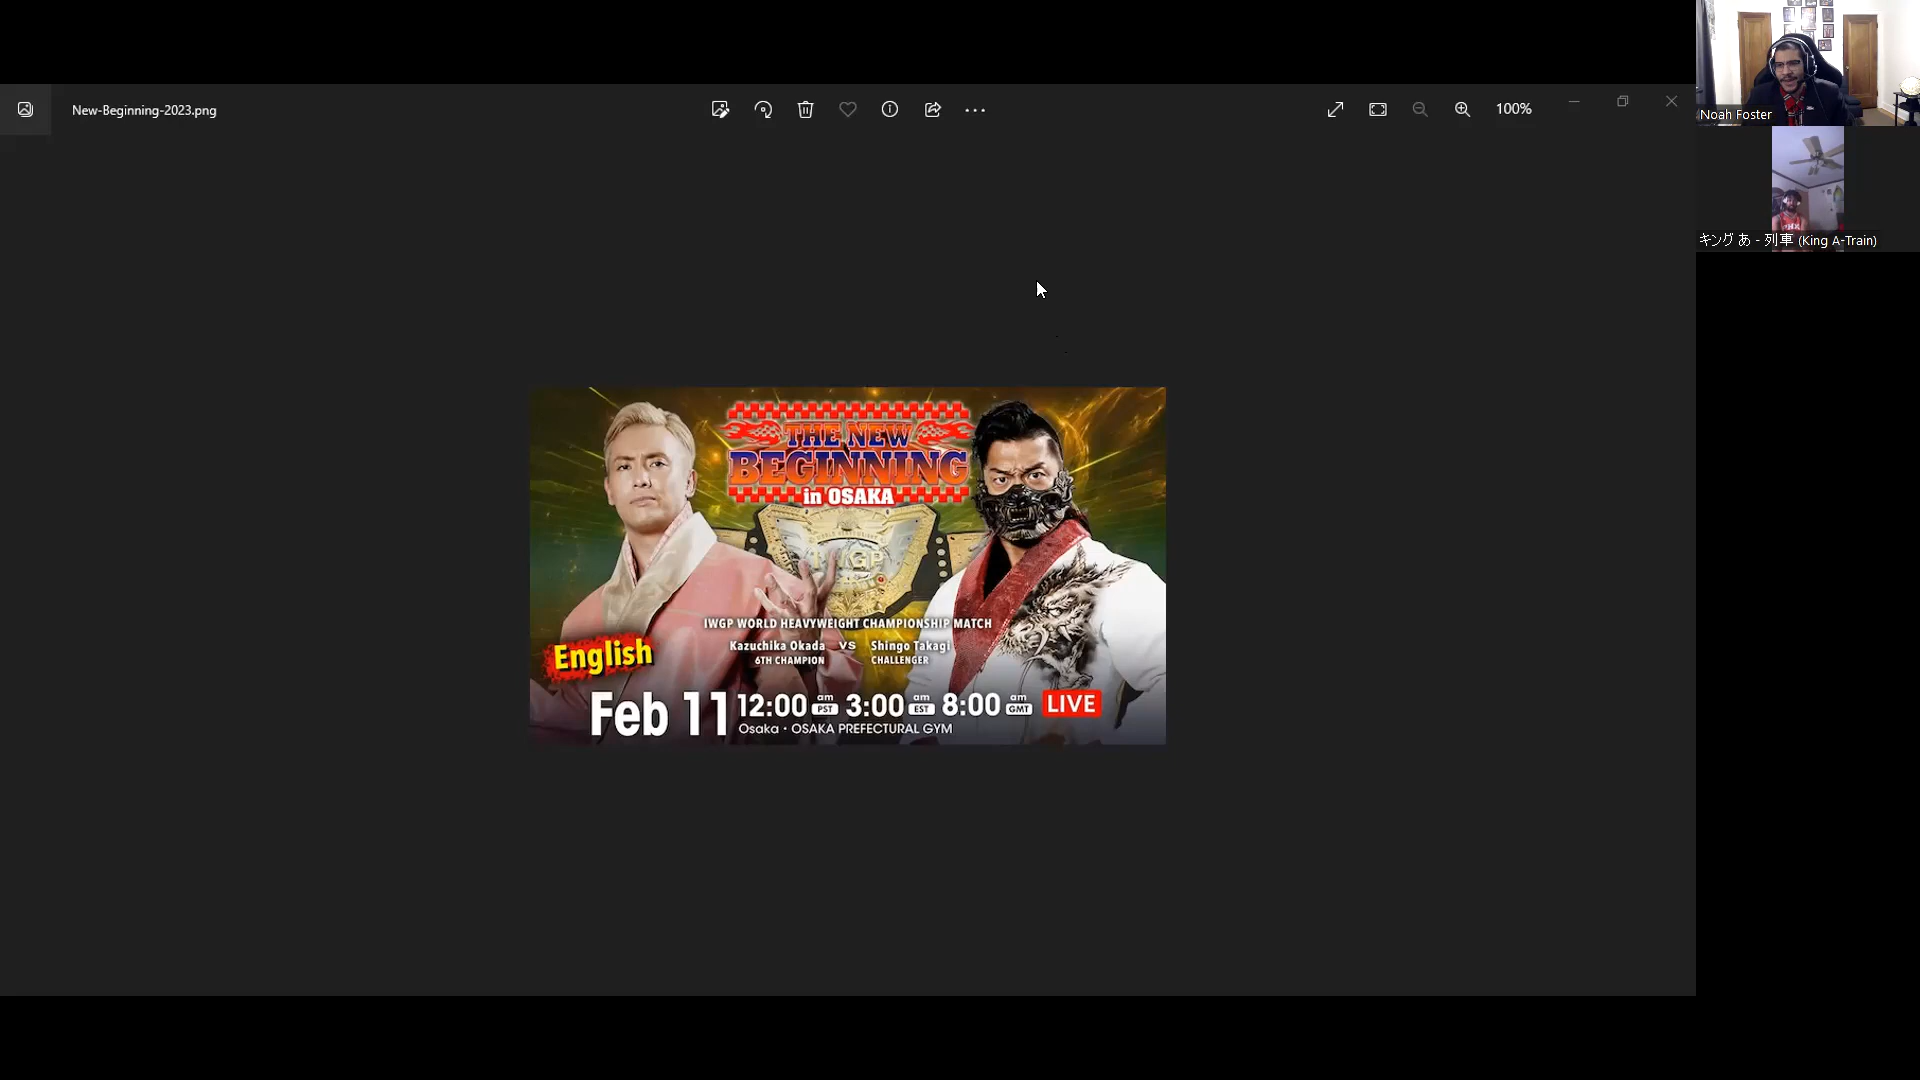 New-Beginning-2023.png
100%
Noah Foster
キング あ - 列車 (King A-Train)
THE NEW
BEGINNING
in OSAKA
IWGP
IWGP WORLD HEAVYWEIGHT CHAMPIONSHIP MATCH
Kazuchika Okada VS Shingo Takagi
6TH CHAMPION CHALLENGER
English
Feb 11 12:00 am PST 3:00 am EST 8:00 am GMT LIVE
Osaka・OSAKA PREFECTURAL GYM